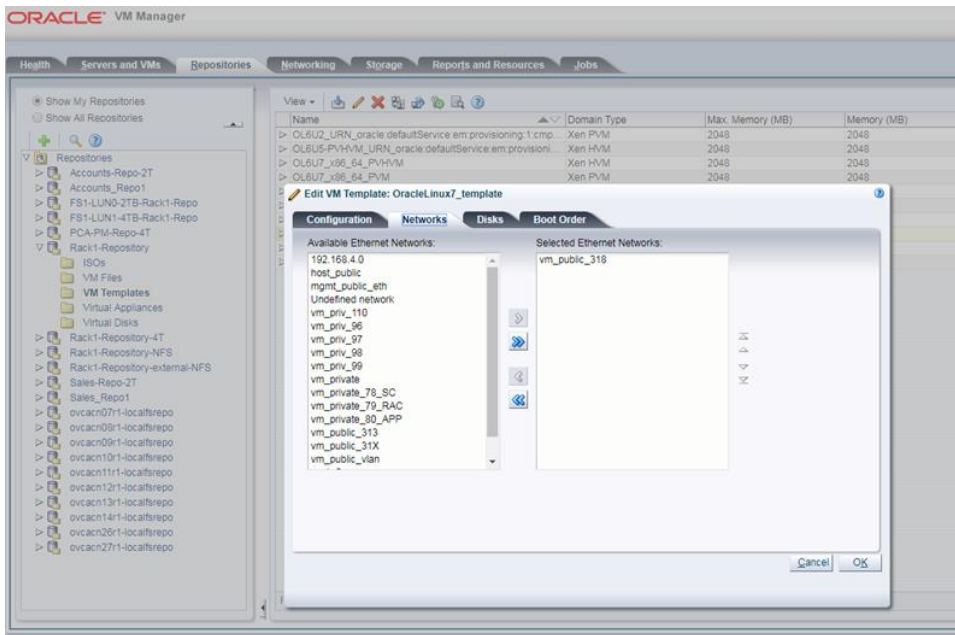 ORACLE VM Manager
Health Servers and VMs Repositories Networking Storage Reports and Resources Jobs
Show My Repositories
Show All Repositories
Repositories
Accounts-Repo-2T
Accounts_Repo1
FS1-LUN0-2TB-Rack1-Repo
FS1-LUN1-4TB-Rack1-Repo
PCA-PM-Repo-4T
Rack1-Repository
ISOs
VM Files
VM Templates
Virtual Appliances
Virtual Disks
Rack1-Repository-4T
Rack1-Repository-NFS
Rack1-Repository-external-NFS
Sales-Repo-2T
Sales_Repo1
ovcacn07r1-localfsrepo
ovcacn08r1-localfsrepo
ovcacn09r1-localfsrepo
ovcacn10r1-localfsrepo
ovcacn11r1-localfsrepo
ovcacn12r1-localfsrepo
ovcacn13r1-localfsrepo
ovcacn14r1-localfsrepo
ovcacn26r1-localfsrepo
ovcacn27r1-localfsrepo
View
Name Domain Type Max. Memory (MB) Memory (MB)
OL6U2_URN_oracle:defaultService:em:provisioning:1:cmp... Xen PVM 2048 2048
OL6U5-PVHVM_URN_oracle:defaultService:em:provisioni... Xen HVM 2048 2048
OL6U7_x86_64_PVHVM Xen HVM 2048 2048
OL6U7_x86_64_PVM Xen PVM 2048 2048
Edit VM Template: OracleLinux7_template
Configuration Networks Disks Boot Order
Available Ethernet Networks: Selected Ethernet Networks:
192.168.4.0 vm_public_318
host_public
mgmt_public_eth
Undefined network
vm_priv_110
vm_priv_96
vm_priv_97
vm_priv_98
vm_priv_99
vm_private
vm_private_78_SC
vm_private_79_RAC
vm_private_80_APP
vm_public_313
vm_public_31X
vm_public_vlan
Cancel OK